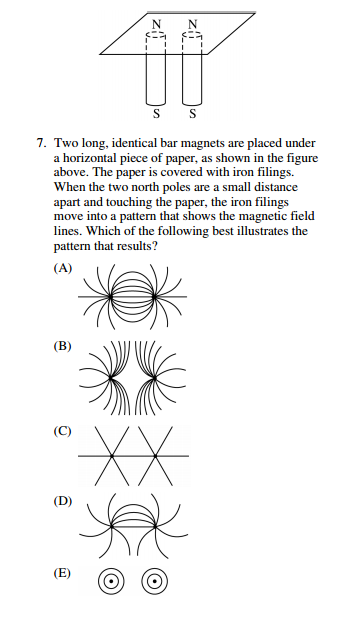 N N
S S
7. Two long, identical bar magnets are placed under
a horizontal piece of paper, as shown in the figure
above. The paper is covered with iron filings.
When the two north poles are a small distance
apart and touching the paper, the iron filings
move into a pattern that shows the magnetic field
lines. Which of the following best illustrates the
pattern that results?
(A)
(B)
(C)
(D)
(E)